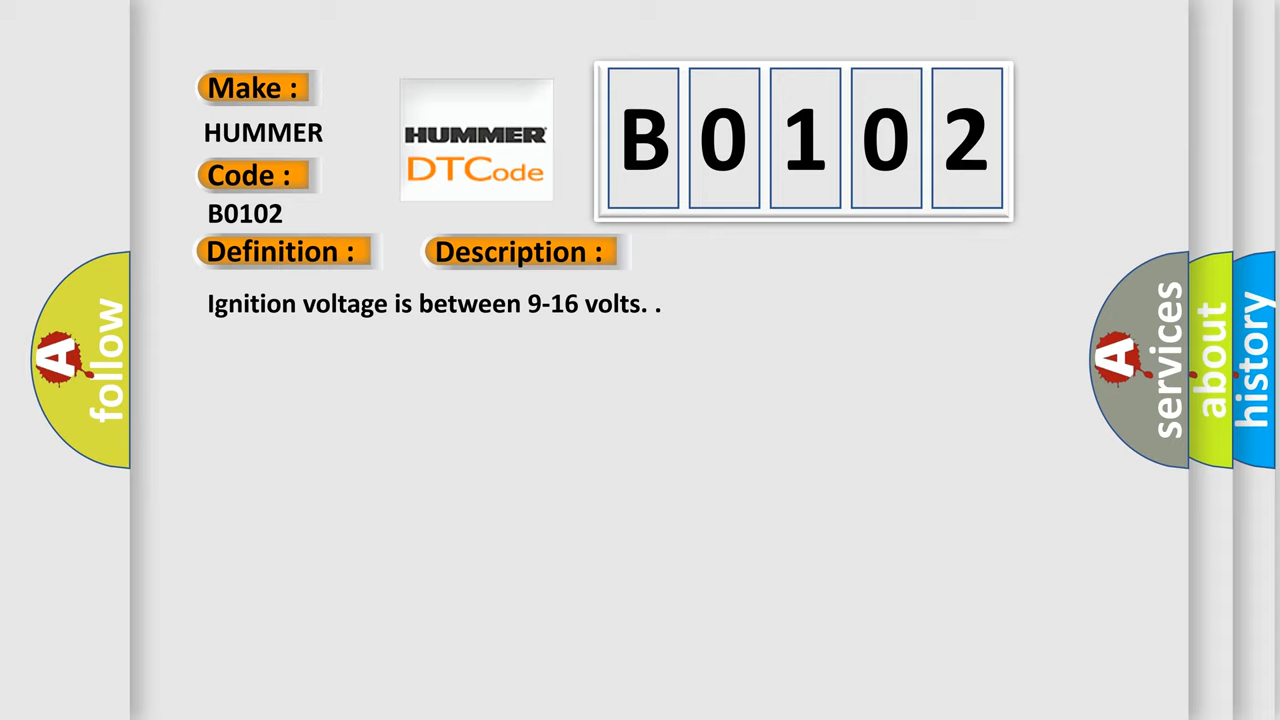 Make :
HUMMER
Code :
B0102
Definition :
Description :
Ignition voltage is between 9-16 volts. .
HUMMER
DTCode
B0102
A follow
A services
about
history